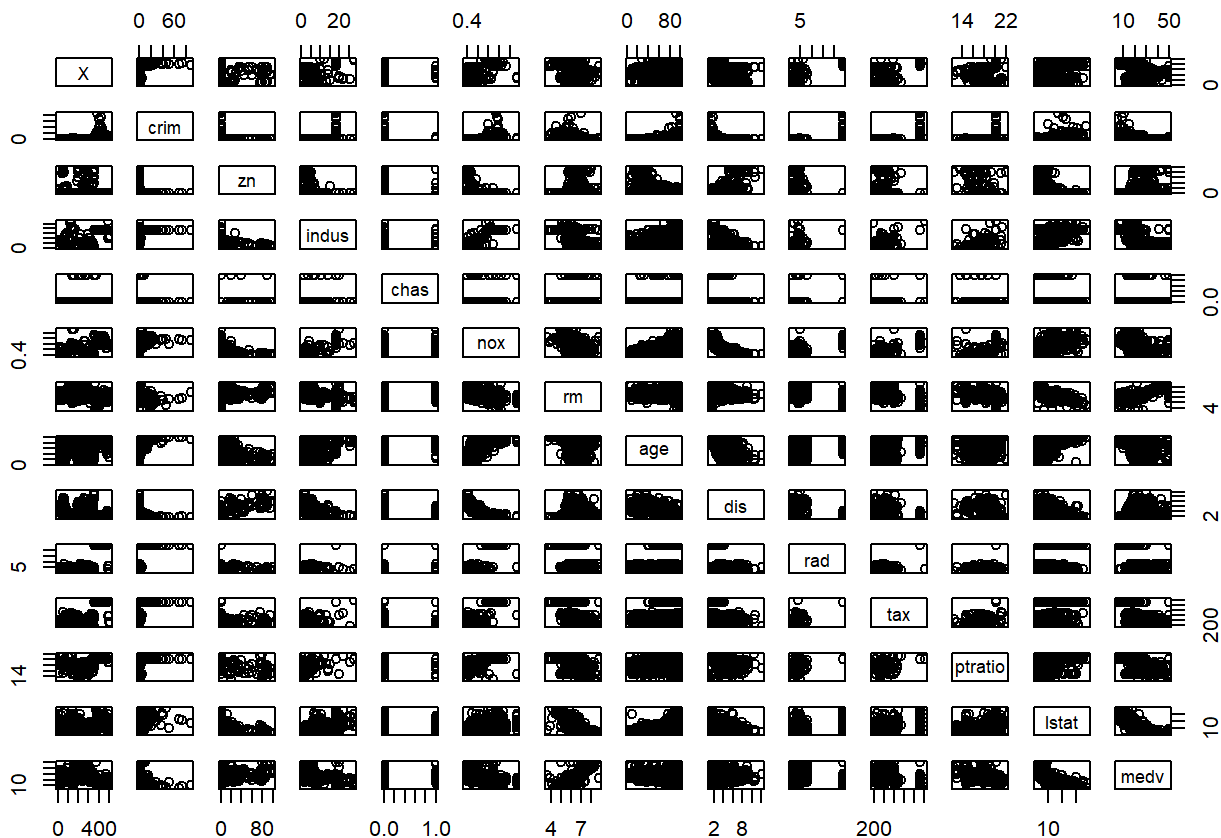 0 60 0 20 0.4 0 80 5 14 22 10 50
X 0
0 crim
zn 0
0 indus
chas 0.0
0.4 nox
rm 4
0 age
dis 2
5 rad
tax 200
14 ptratio
lstat 10
10 medv
0 400 0 80 0.0 1.0 4 7 2 8 200 10